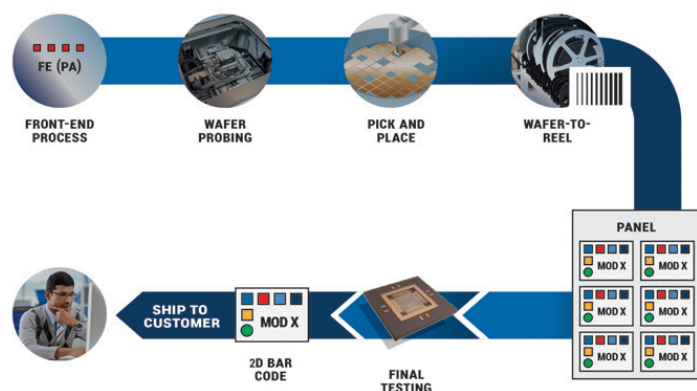 FE (PA)
FRONT-END
PROCESS
WAFER
PROBING
PICK AND
PLACE
WAFER-TO-
REEL
PANEL
MOD X
MOD X
MOD X
MOD X
MOD X
MOD X
SHIP TO
CUSTOMER
MOD X
2D BAR
CODE
FINAL
TESTING